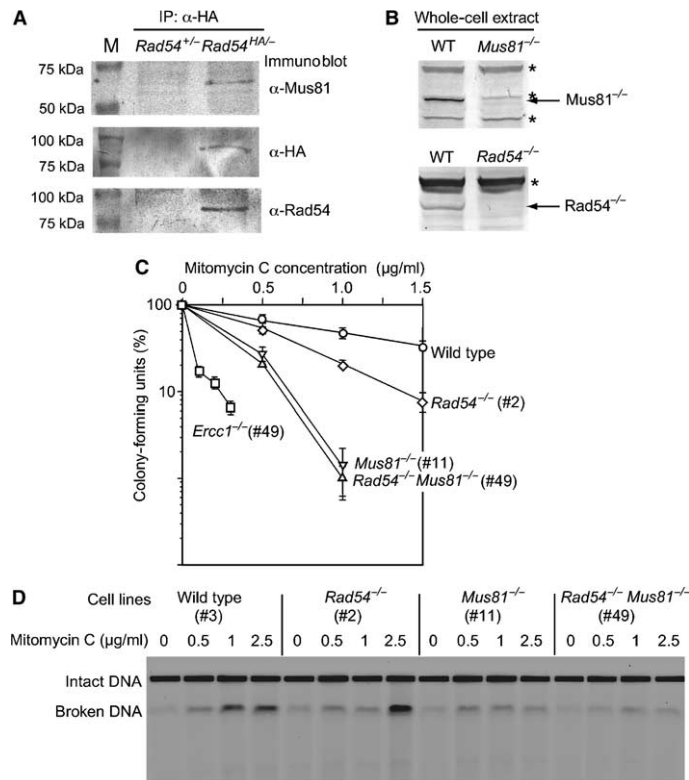 A
IP: α-HA
M Rad54+/– Rad54HA/–
Immunoblot
75 kDa
α-Mus81
50 kDa
100 kDa
α-HA
75 kDa
100 kDa
α-Rad54
75 kDa
B
Whole-cell extract
WT Mus81–/–
*
*
Mus81–/–
*
WT Rad54–/–
*
Rad54–/–
C
Mitomycin C concentration (µg/ml)
0 0.5 1.0 1.5
100
10
Colony-forming units (%)
Wild type
Rad54–/– (#2)
Ercc1–/– (#49)
Mus81–/– (#11)
Rad54–/– Mus81–/– (#49)
D
Cell lines Wild type Rad54–/– Mus81–/– Rad54–/– Mus81–/–
(#3) (#2) (#11) (#49)
Mitomycin C (µg/ml) 0 0.5 1 2.5 0 0.5 1 2.5 0 0.5 1 2.5 0 0.5 1 2.5
Intact DNA
Broken DNA